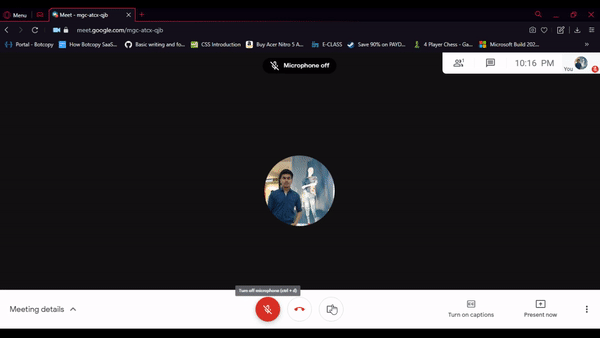 Menu
Meet - mgc-atcx-qjb
meet.google.com/mgc-atcx-qjb
Portal - Botcopy
How Botcopy SaaS...
Basic writing and fo...
CSS Introduction
Buy Acer Nitro 5 A...
E-CLASS
Save 90% on PAYD...
4 Player Chess - Ga...
Microsoft Build 202...
Microphone off
10:16 PM
You
Turn off microphone (ctrl + d)
Meeting details
Turn on captions
Present now